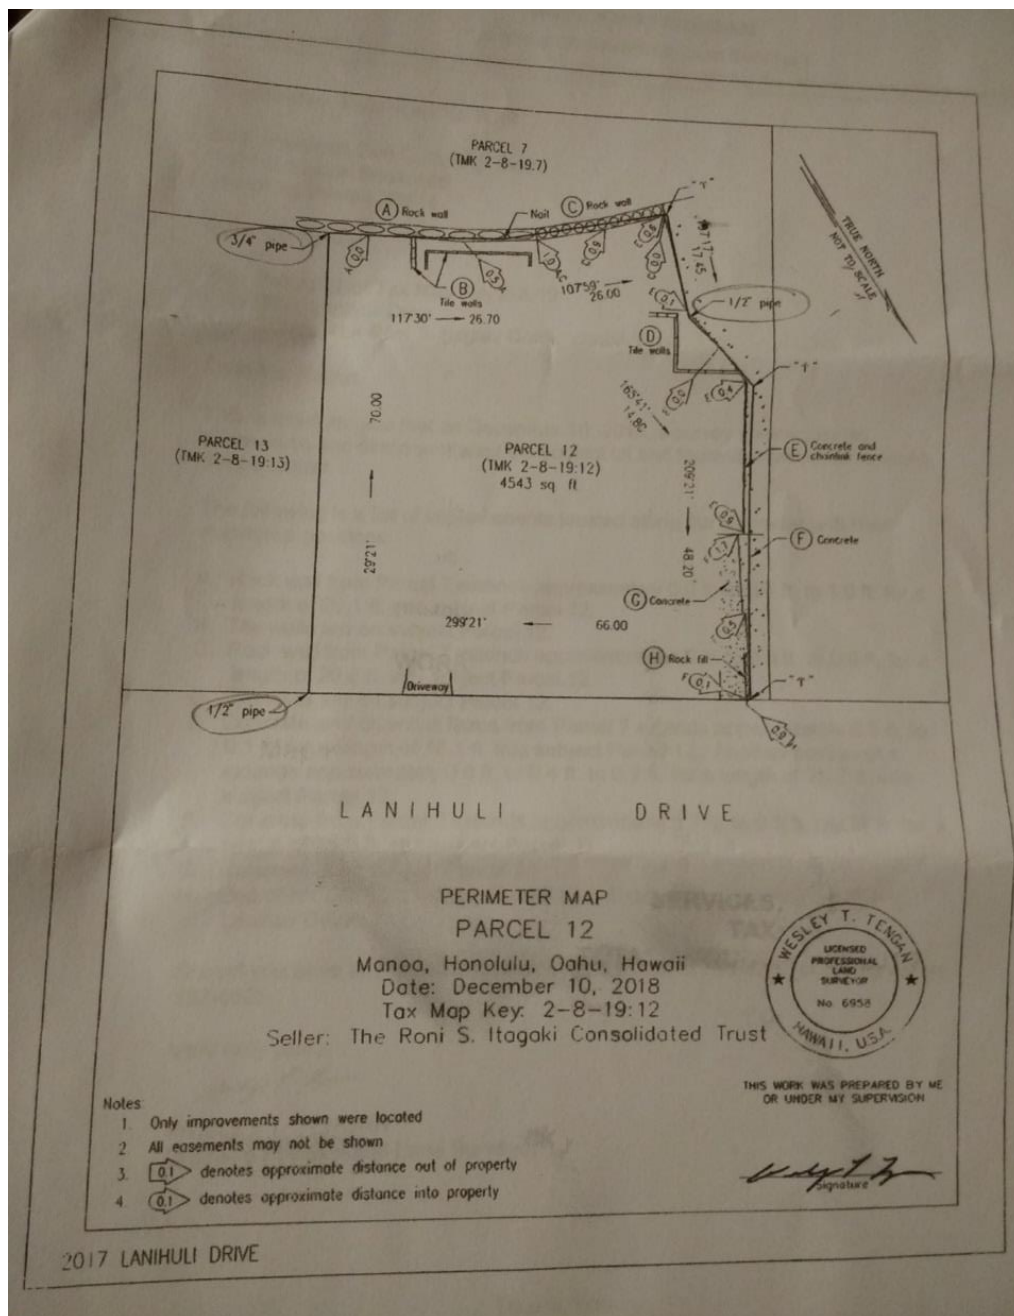 PARCEL 7
(TMK 2-8-19:7)
"T"
A Rock wall
C Rock wall
Nail
3/4" pipe
B
Tile walls
117°30' 26.70
107°59'
26.00
17.45
1/2" pipe
D
Tile walls
"T"
TRUE NORTH
NOT TO SCALE
165°41'
14.80
PARCEL 13
(TMK 2-8-19:13)
70.00
29°21'
PARCEL 12
(TMK 2-8-19:12)
4543 sq ft
E Concrete and
chainlink fence
209°21'
48.20
F Concrete
G Concrete
299°21' 66.00
H Rock fill
"T"
Driveway
1/2" pipe
LANIHULI DRIVE
PERIMETER MAP
PARCEL 12
Manoa, Honolulu, Oahu, Hawaii
Date: December 10, 2018
Tax Map Key: 2-8-19:12
Seller: The Roni S. Itagaki Consolidated Trust
WESLEY T. TENGAN
LICENSED
PROFESSIONAL
LAND
SURVEYOR
No. 6958
HAWAII, U.S.A.
THIS WORK WAS PREPARED BY ME
OR UNDER MY SUPERVISION
Signature
Notes:
1. Only improvements shown were located
2. All easements may not be shown
3. 0.1 denotes approximate distance out of property
4. 0.1 denotes approximate distance into property
2017 LANIHULI DRIVE